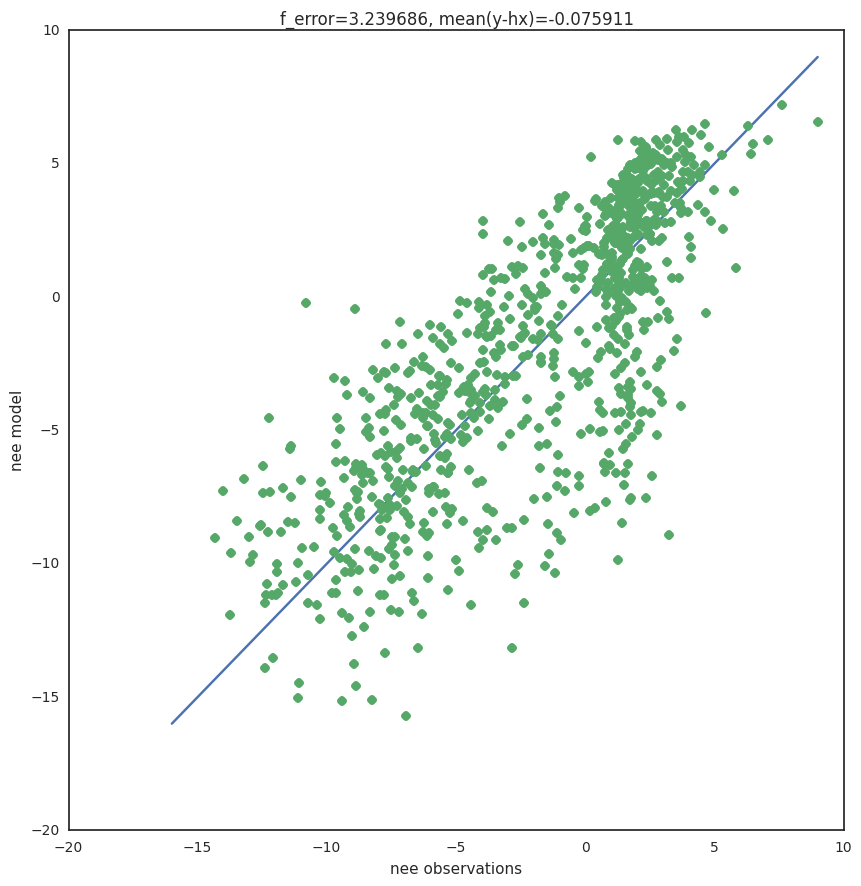 f_error=3.239686, mean(y-hx)=-0.075911
10
5
0
−5
−10
−15
−20
nee model
−20 −15 −10 −5 0 5 10
nee observations